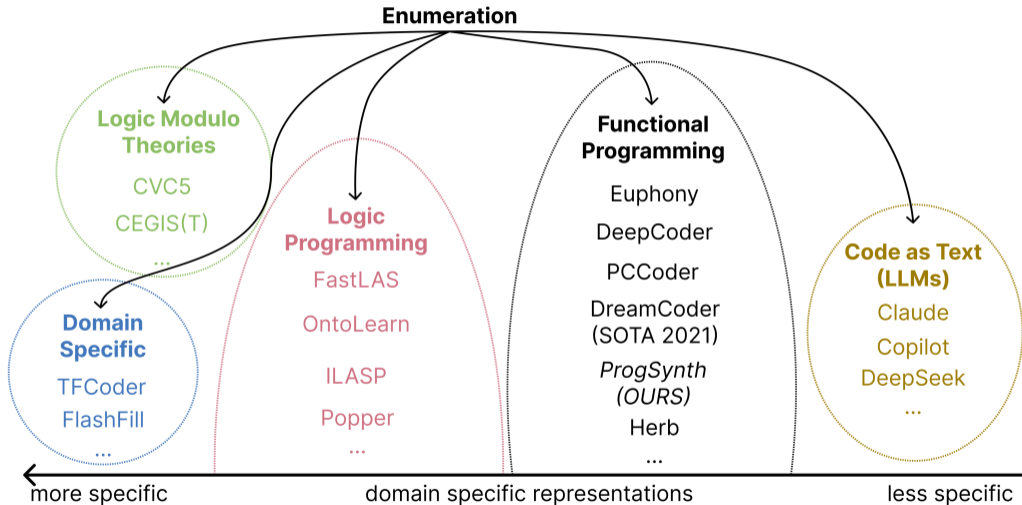 Enumeration
Logic Modulo
Theories
CVC5
CEGIS(T)
...
Domain
Specific
TFCoder
FlashFill
...
Logic
Programming
FastLAS
OntoLearn
ILASP
Popper
...
Functional
Programming
Euphony
DeepCoder
PCCoder
DreamCoder
(SOTA 2021)
ProgSynth
(OURS)
Herb
...
Code as Text
(LLMs)
Claude
Copilot
DeepSeek
...
more specific
domain specific representations
less specific